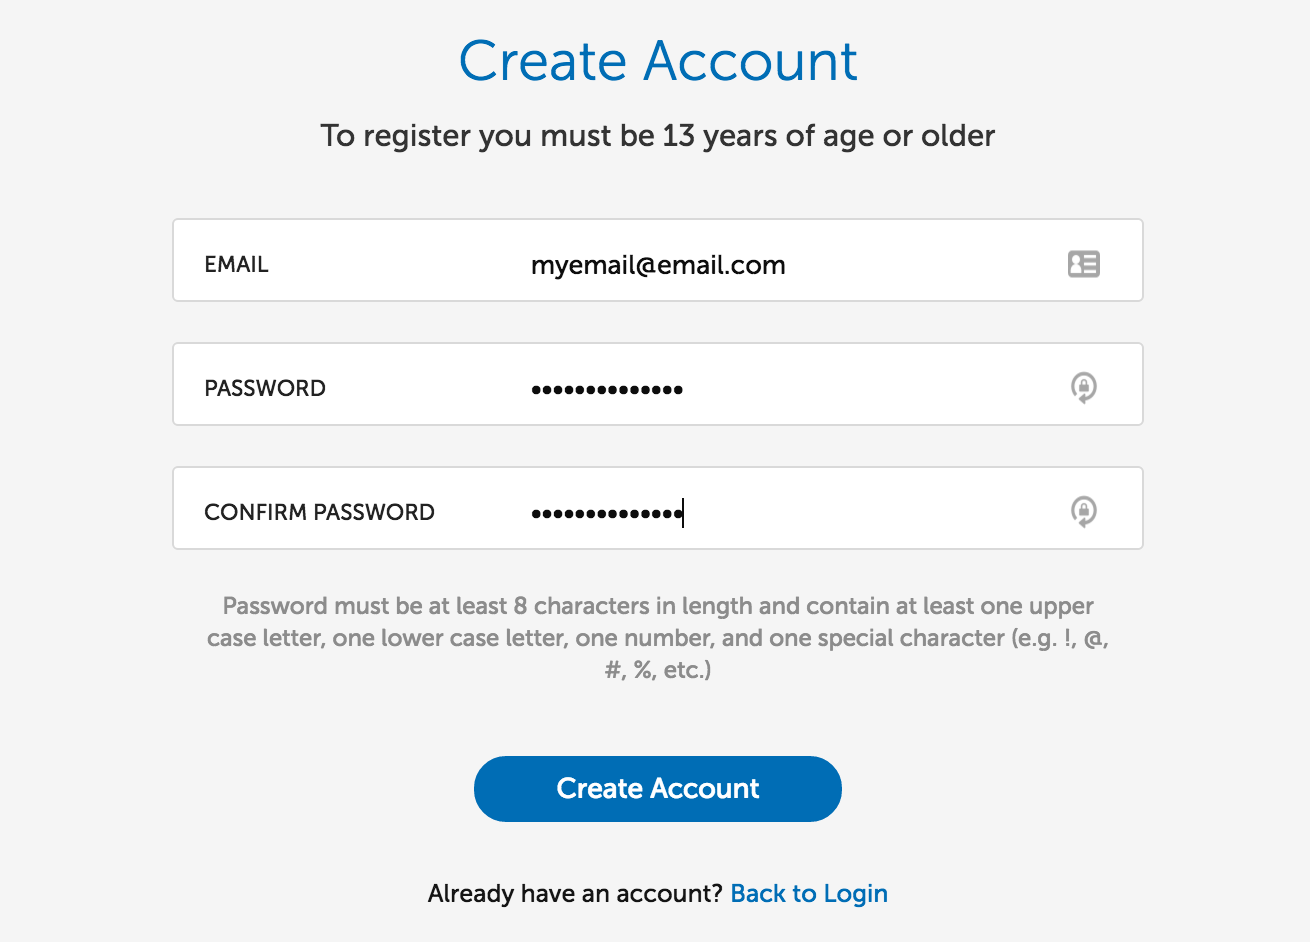 Create Account
To register you must be 13 years of age or older
EMAIL myemail@email.com
PASSWORD ••••••••••••••
CONFIRM PASSWORD ••••••••••••••
Password must be at least 8 characters in length and contain at least one upper
case letter, one lower case letter, one number, and one special character (e.g. !, @,
#, %, etc.)
Create Account
Already have an account? Back to Login